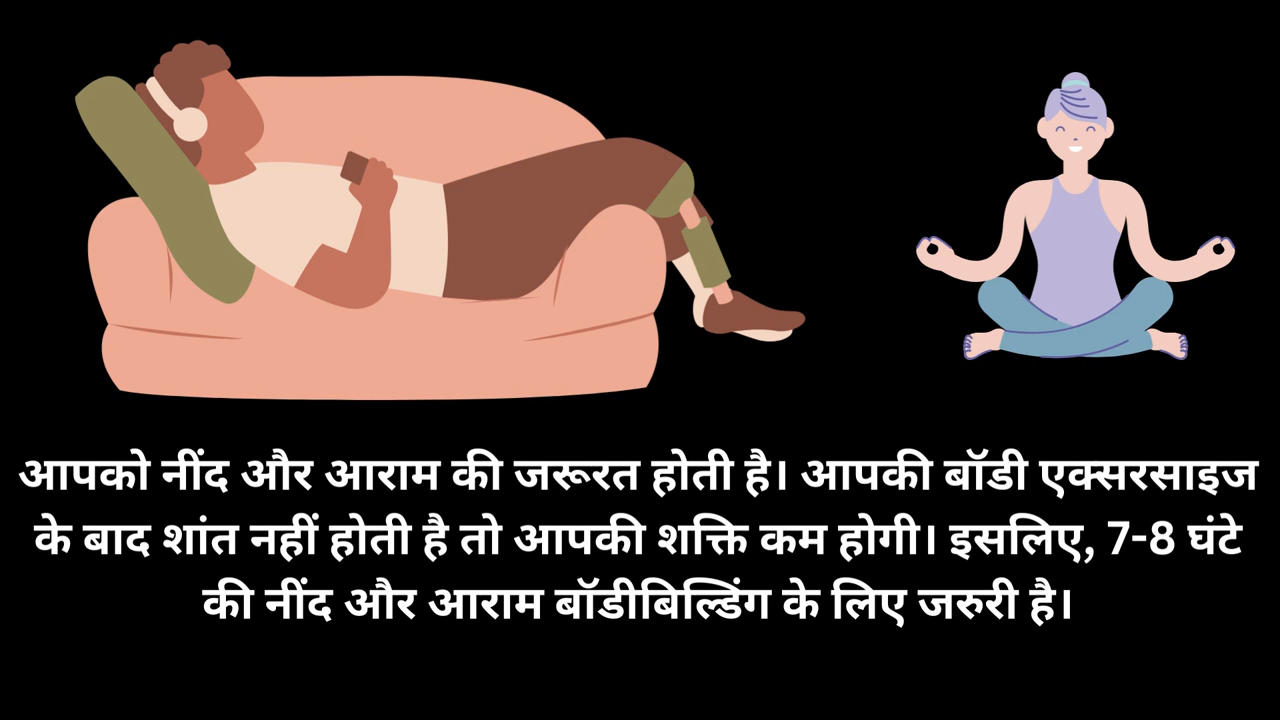 आपको नींद और आराम की जरूरत होती है। आपकी बॉडी एक्सरसाइज
के बाद शांत नहीं होती है तो आपकी शक्ति कम होगी। इसलिए, 7-8 घंटे
की नींद और आराम बॉडीबिल्डिंग के लिए जरुरी है।